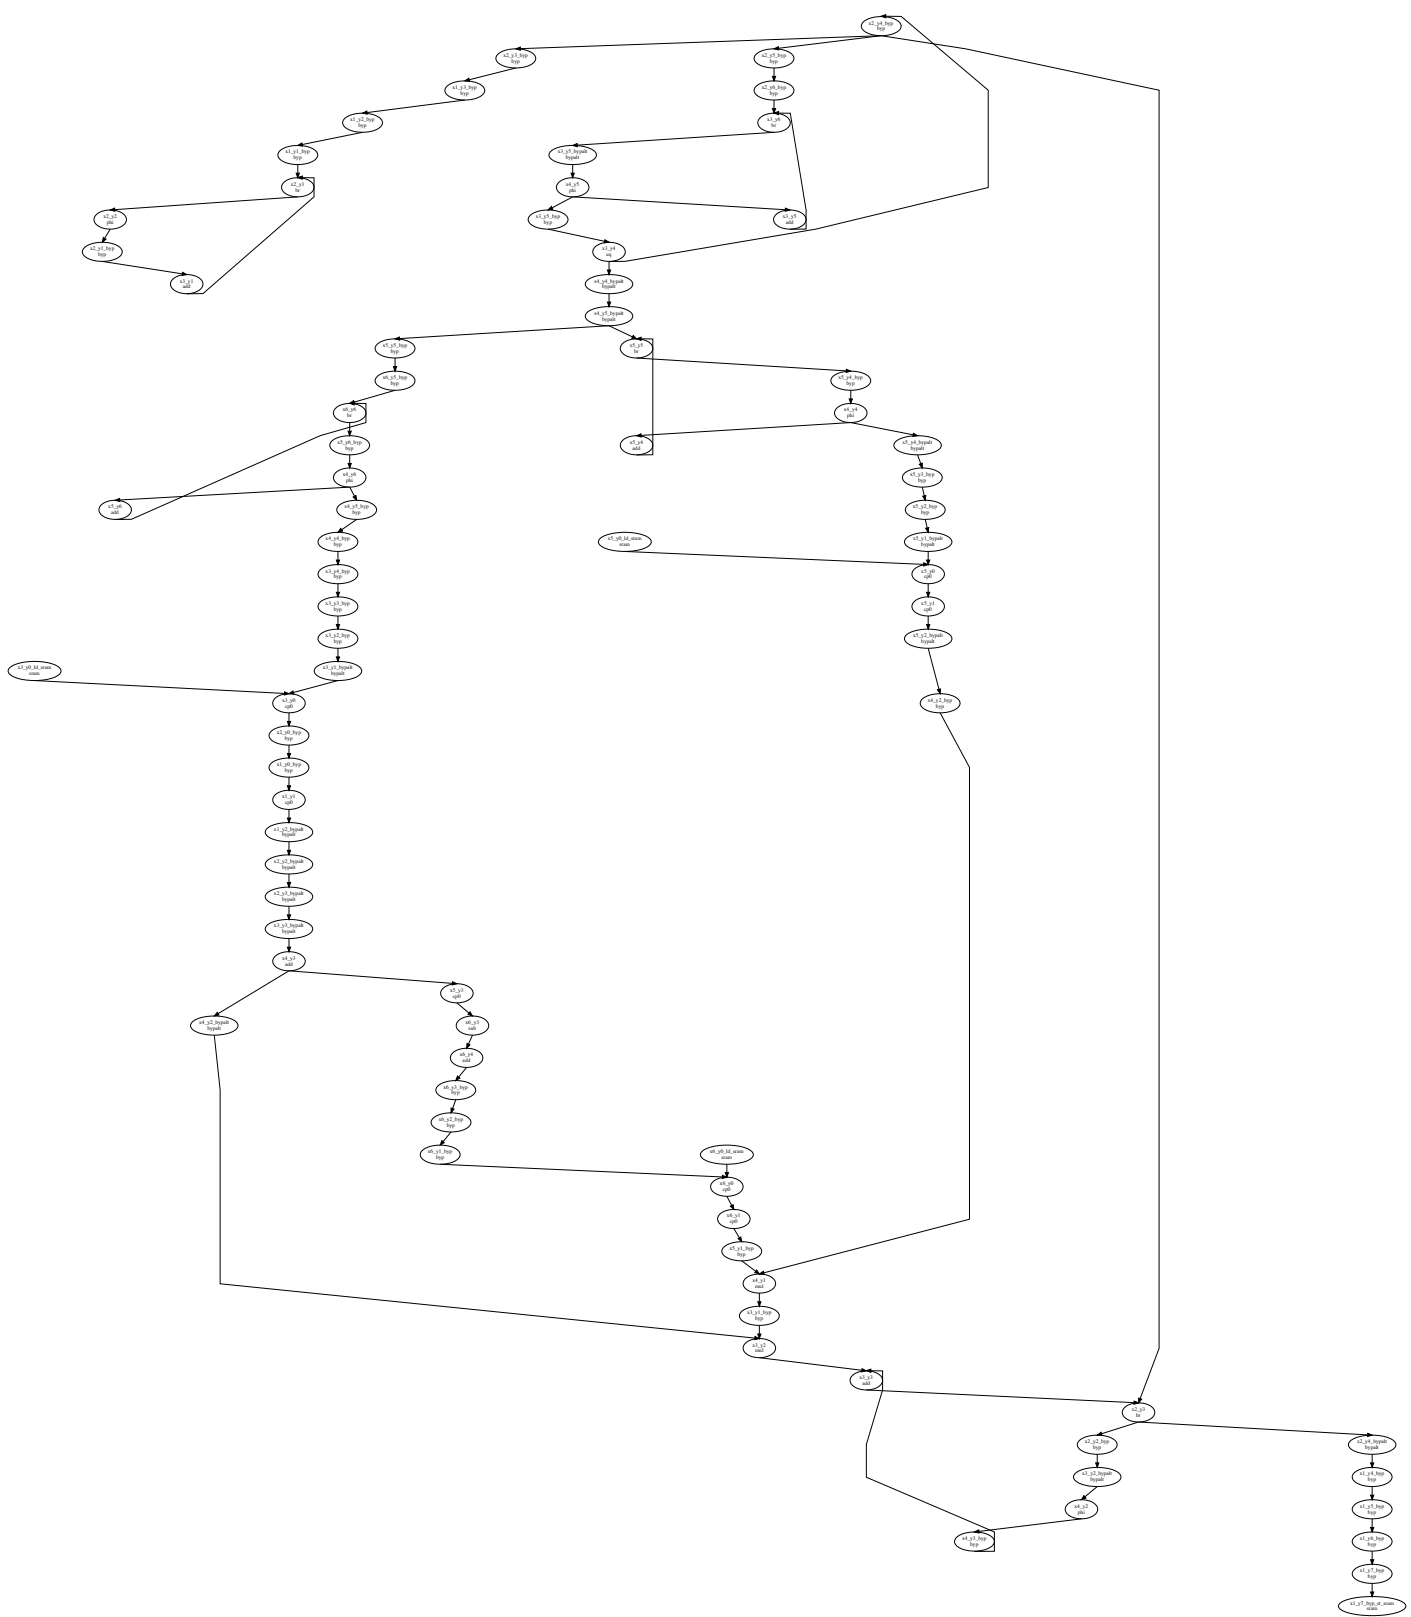 x2_y4_byp
byp
x2_y3_byp
byp
x2_y5_byp
byp
x1_y3_byp
byp
x2_y6_byp
byp
x1_y2_byp
byp
x3_y6
br
x1_y1_byp
byp
x3_y5_bypalt
bypalt
x2_y1
br
x4_y5
phi
x2_y2
phi
x3_y5_byp
byp
x3_y5
add
x2_y1_byp
byp
x3_y4
eq
x3_y1
add
x4_y4_bypalt
bypalt
x4_y5_bypalt
bypalt
x5_y5_byp
byp
x5_y5
br
x6_y5_byp
byp
x5_y4_byp
byp
x6_y6
br
x4_y4
phi
x5_y6_byp
byp
x5_y4
add
x5_y4_bypalt
bypalt
x4_y6
phi
x5_y3_byp
byp
x5_y6
add
x4_y5_byp
byp
x5_y2_byp
byp
x4_y4_byp
byp
x5_y0_ld_sram
sram
x5_y1_bypalt
bypalt
x3_y4_byp
byp
x5_y0
cp0
x3_y3_byp
byp
x5_y1
cp0
x3_y2_byp
byp
x5_y2_bypalt
bypalt
x3_y0_ld_sram
sram
x3_y1_bypalt
bypalt
x3_y0
cp0
x4_y2_byp
byp
x2_y0_byp
byp
x1_y0_byp
byp
x1_y1
cp0
x1_y2_bypalt
bypalt
x2_y2_bypalt
bypalt
x2_y3_bypalt
bypalt
x3_y3_bypalt
bypalt
x4_y3
add
x5_y3
cp0
x4_y2_bypalt
bypalt
x6_y3
sub
x6_y4
add
x6_y3_byp
byp
x6_y2_byp
byp
x6_y1_byp
byp
x6_y0_ld_sram
sram
x6_y0
cp0
x6_y1
cp0
x5_y1_byp
byp
x4_y1
mul
x3_y1_byp
byp
x3_y2
mul
x3_y3
add
x2_y3
br
x2_y2_byp
byp
x2_y4_bypalt
bypalt
x3_y2_bypalt
bypalt
x1_y4_byp
byp
x4_y2
phi
x1_y5_byp
byp
x4_y3_byp
byp
x1_y6_byp
byp
x1_y7_byp
byp
x1_y7_byp_st_sram
sram